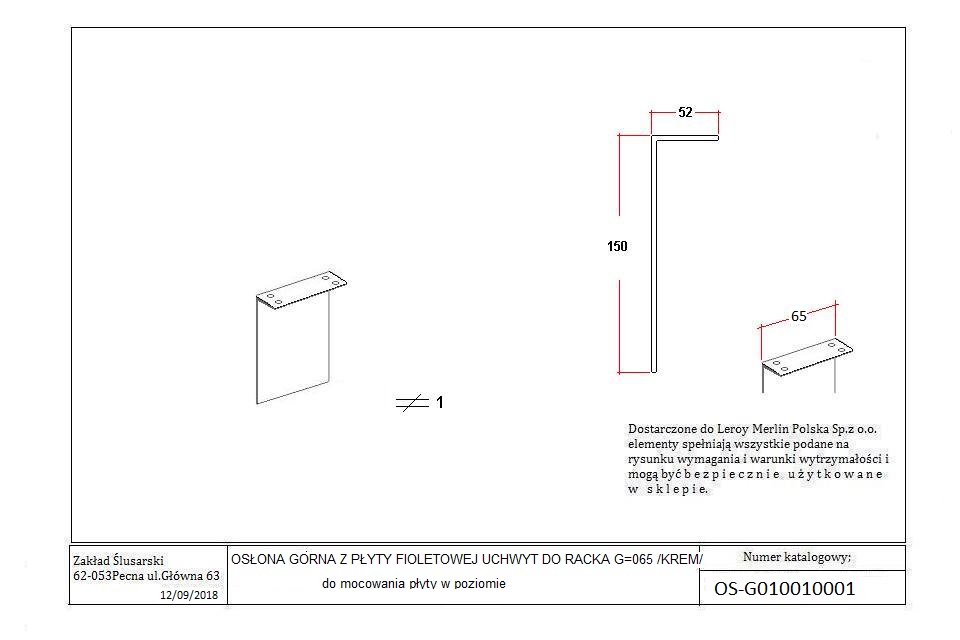 52
150
65
1
Dostarczone do Leroy Merlin Polska Sp.z o.o.
elementy spełniają wszystkie podane na
rysunku wymagania i warunki wytrzymałości i
mogą być b e z p i e c z n i e u ż y t k o w a n e
w s k l e p i e.
Zakład Ślusarski
62-053Pecna ul.Główna 63
12/09/2018
OSŁONA GÓRNA Z PŁYTY FIOLETOWEJ UCHWYT DO RACKA G=065 /KREM/
do mocowania płyty w poziomie
Numer katalogowy;
OS-G010010001